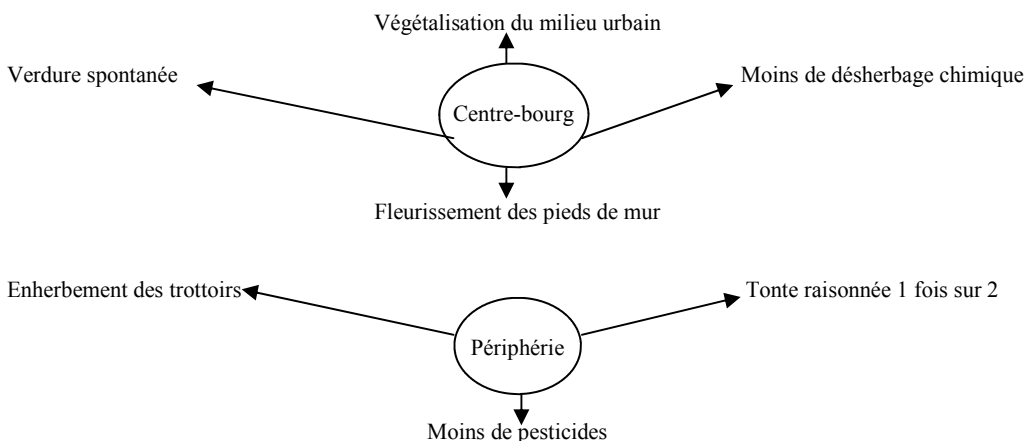 Végétalisation du milieu urbain
Verdure spontanée
Moins de désherbage chimique
Centre-bourg
Fleurissement des pieds de mur
Enherbement des trottoirs
Tonte raisonnée 1 fois sur 2
Périphérie
Moins de pesticides